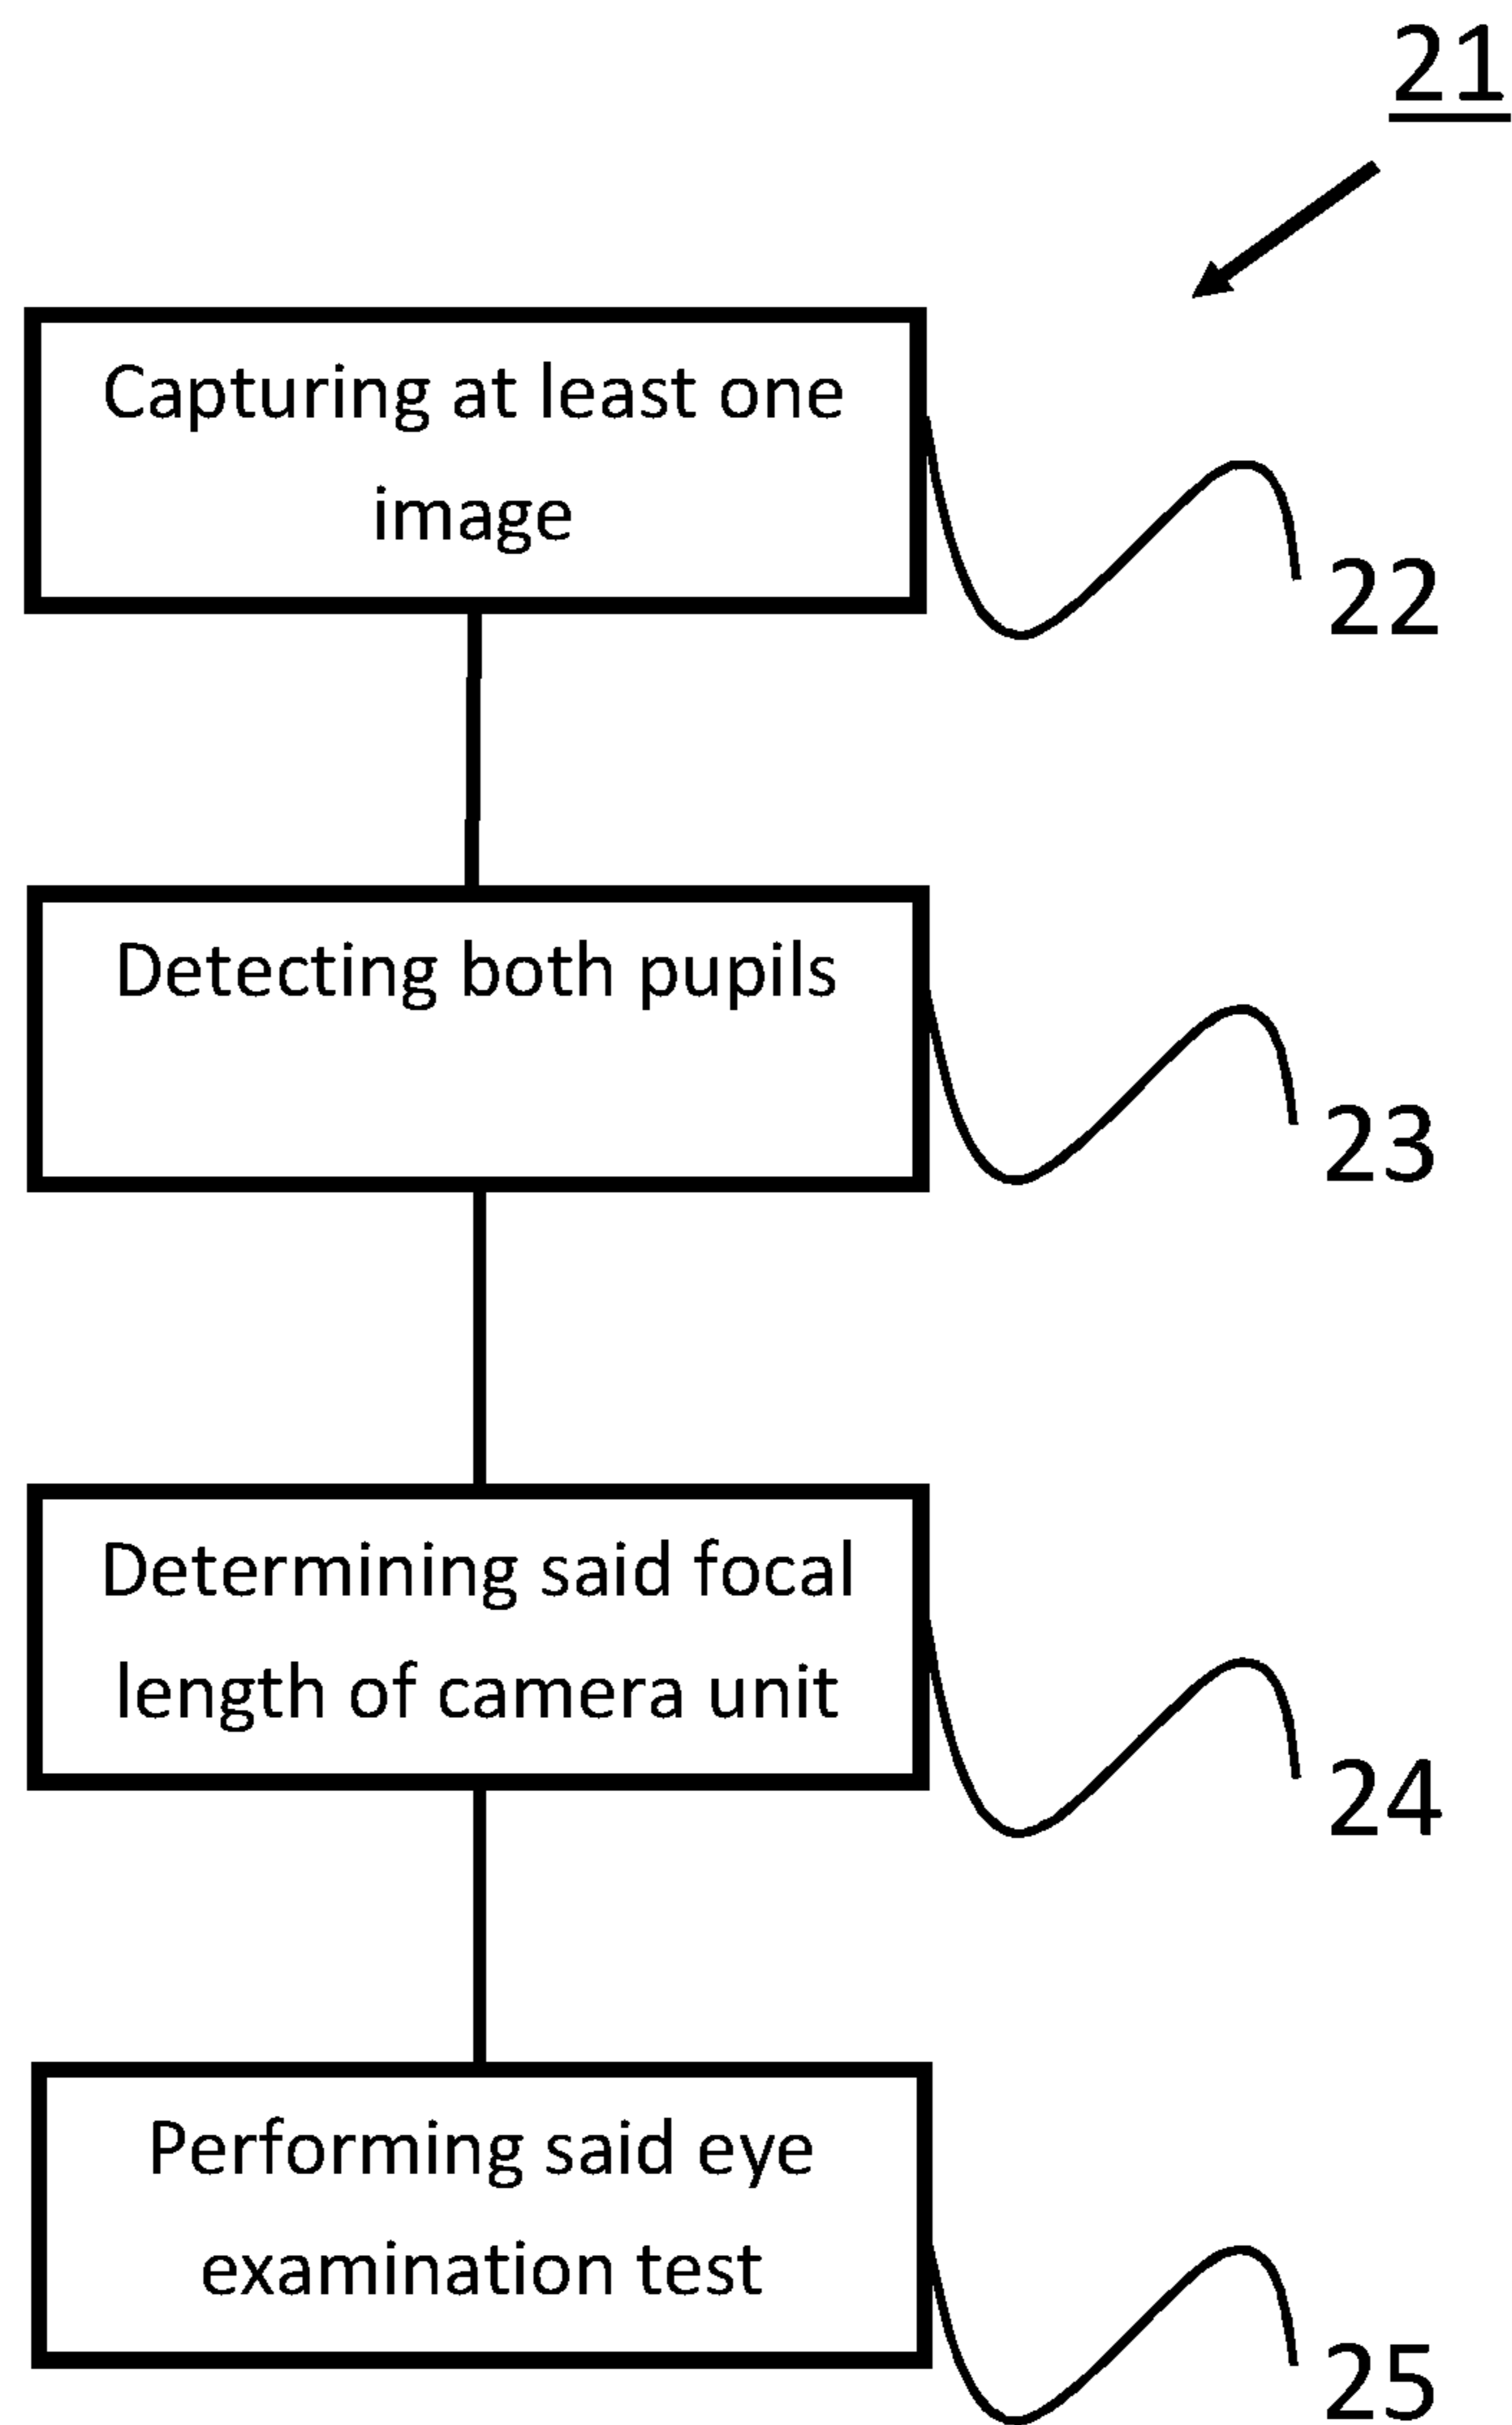 21
Capturing at least one
image
22
Detecting both pupils
23
Determining said focal
length of camera unit
24
Performing said eye
examination test
25